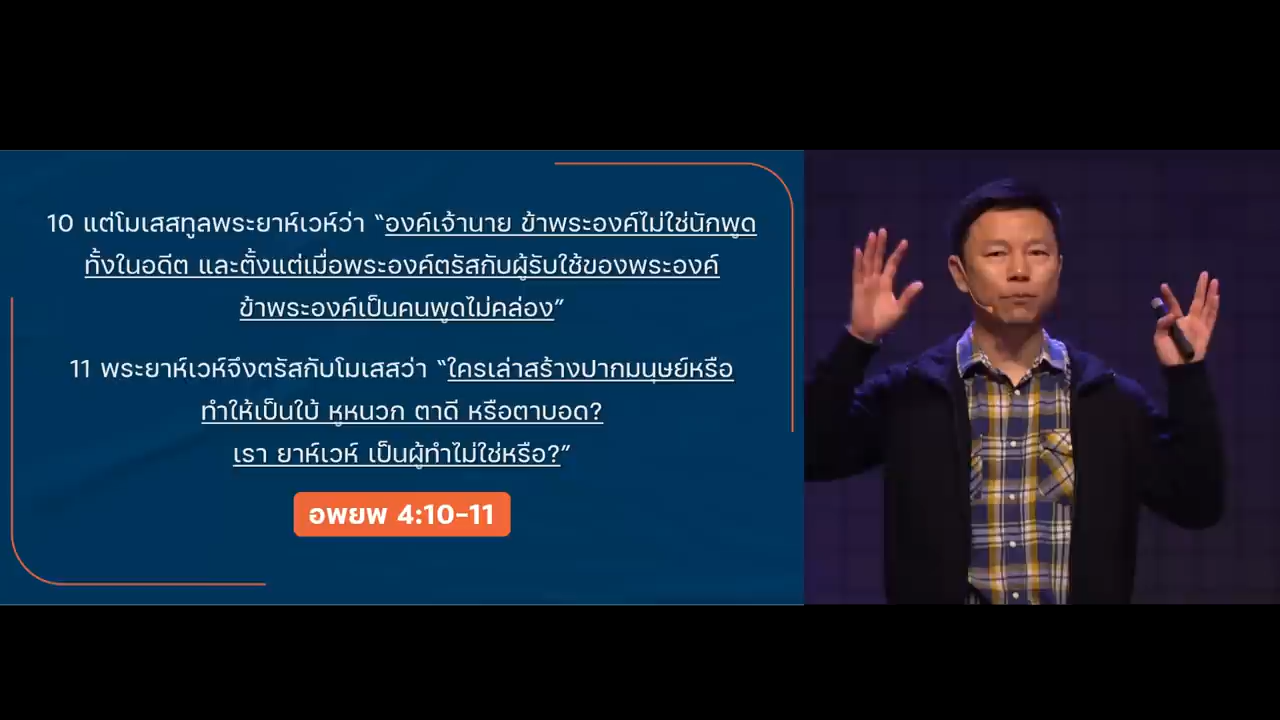 10 แต่โมเสสทูลพระยาห์เวห์ว่า “องค์เจ้านาย ข้าพระองค์ไม่ใช่นักพูด
ทั้งในอดีต และตั้งแต่เมื่อพระองค์ตรัสกับผู้รับใช้ของพระองค์
ข้าพระองค์เป็นคนพูดไม่คล่อง”
11 พระยาห์เวห์จึงตรัสกับโมเสสว่า “ใครเล่าสร้างปากมนุษย์หรือ
ทำให้เป็นใบ้ หูหนวก ตาดี หรือตาบอด?
เรา ยาห์เวห์ เป็นผู้ทำไม่ใช่หรือ?”
อพยพ 4:10-11